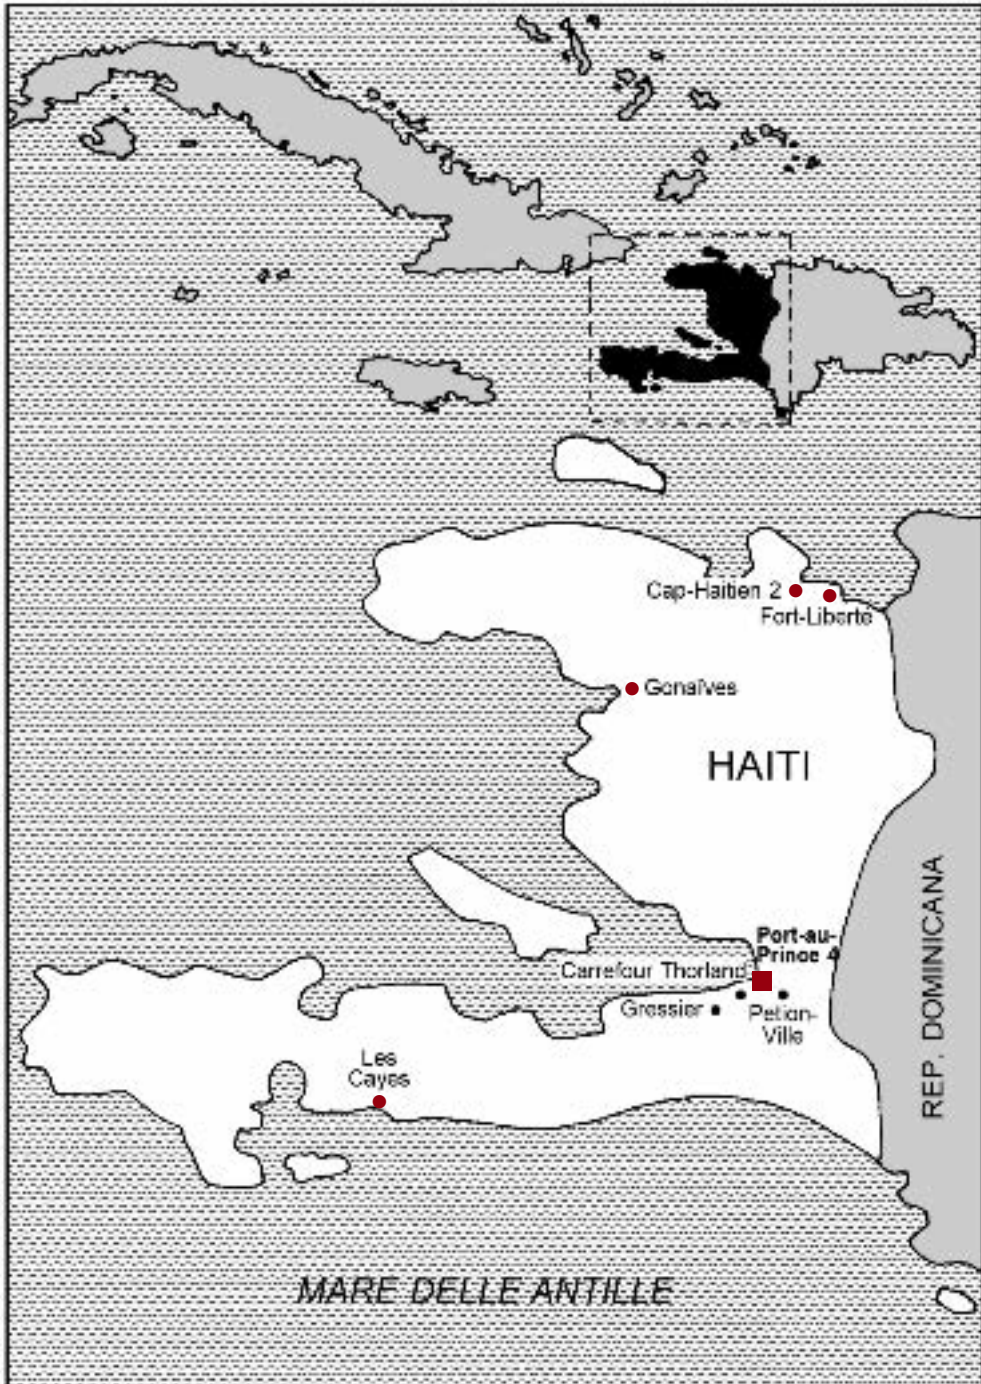 Cap-Haitien 2
Fort-Liberte
Gonaïves
HAITI
REP. DOMINICANA
Port-au-
Prince 4
Carrefour Thorland
Gressier
Petion-
Ville
Les
Cayes
MARE DELLE ANTILLE